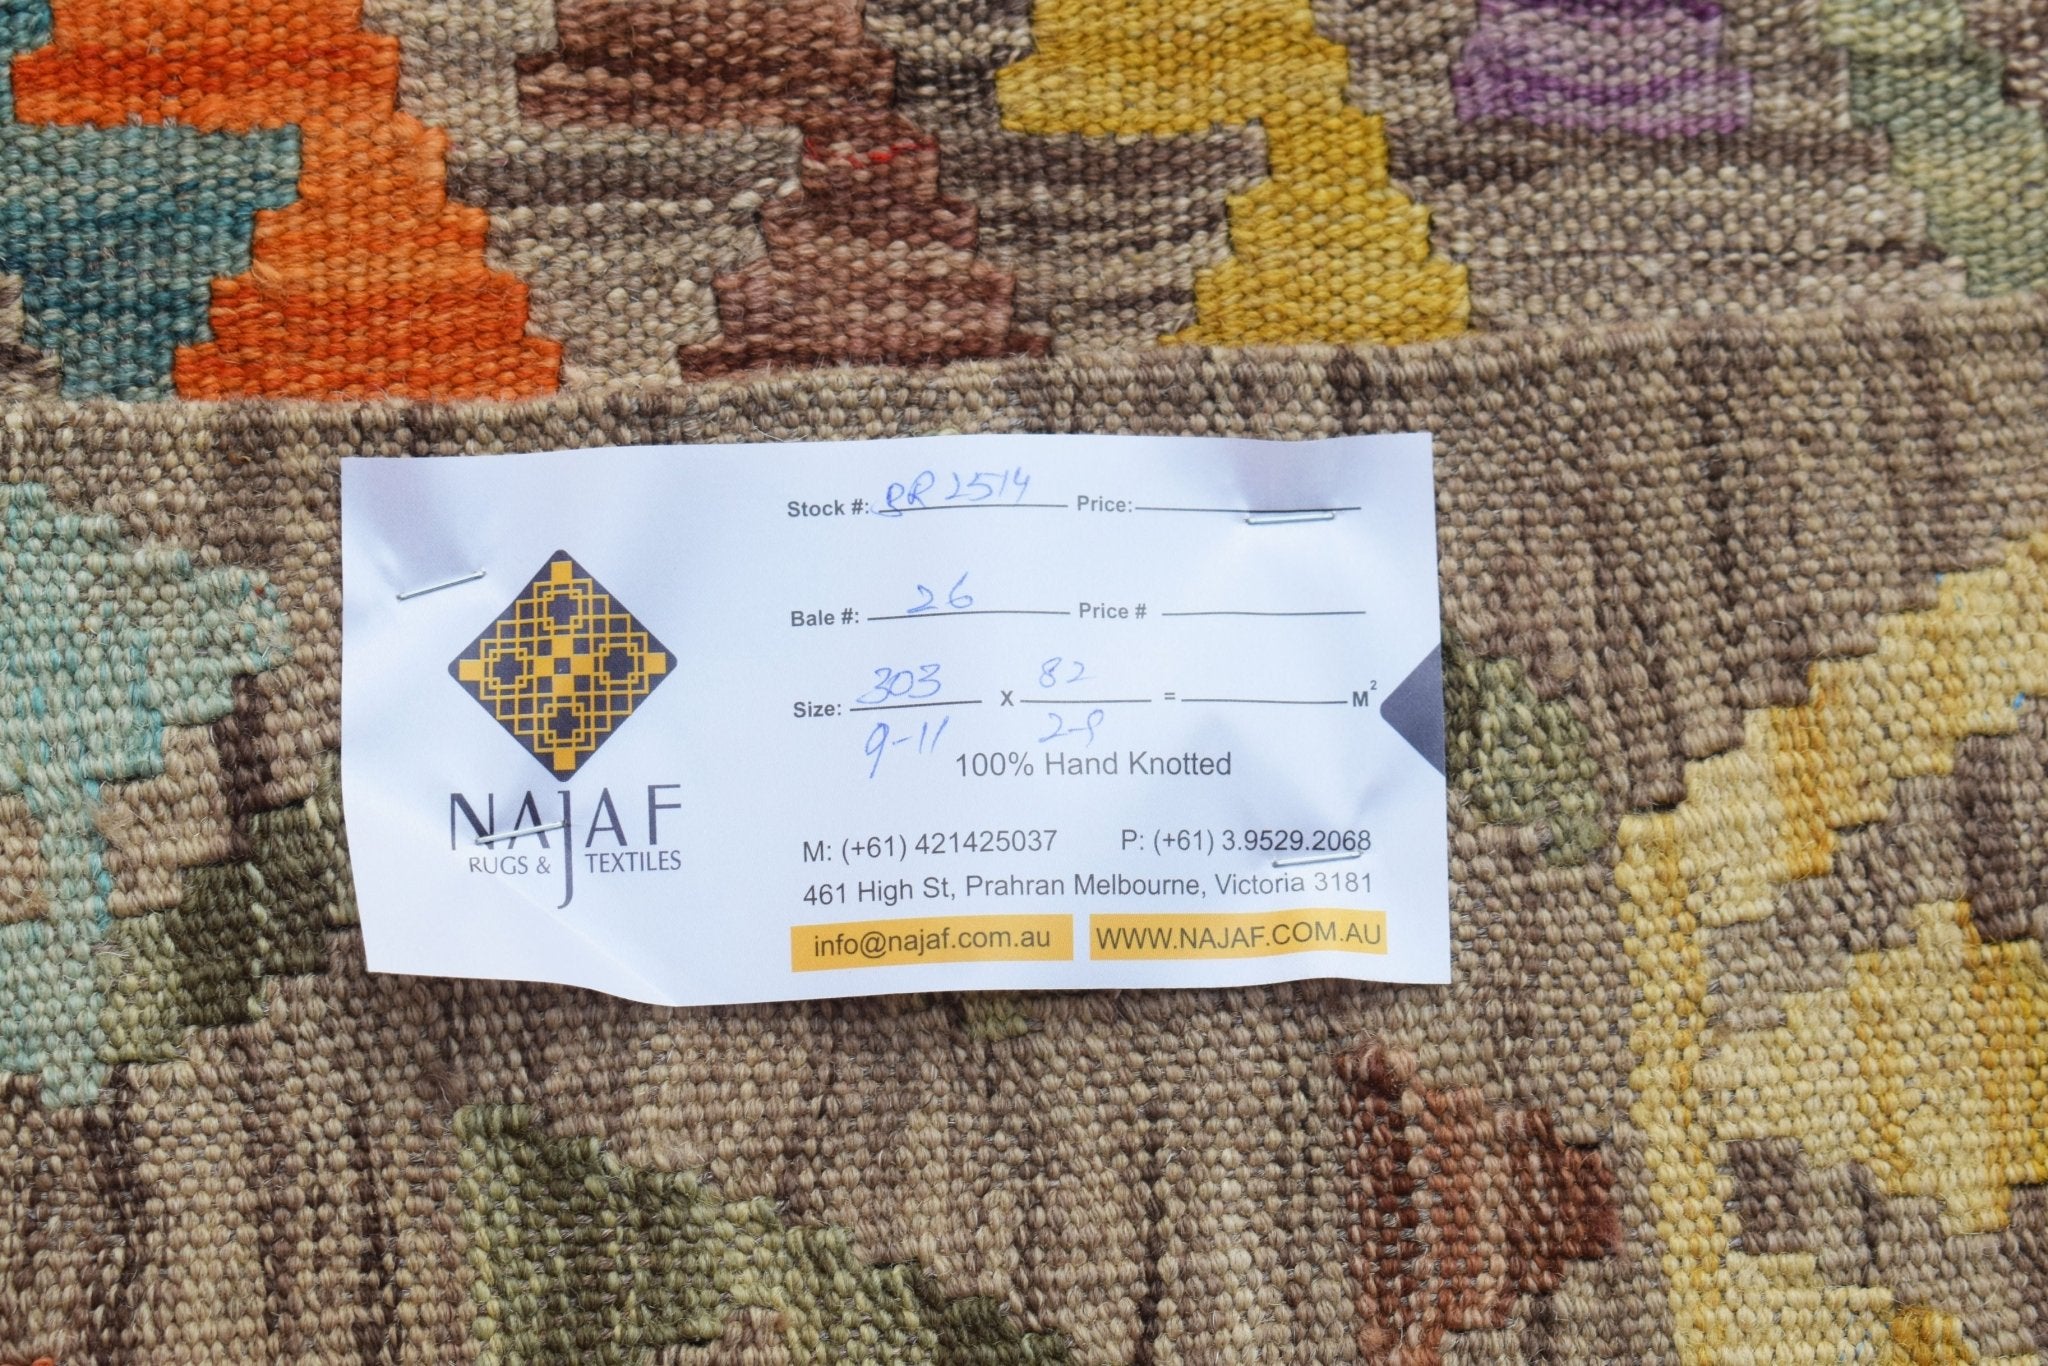 Stock #: SR 2514 Price:
Bale #: 26 Price #
Size: 303 X 82 = M²
9-11 2-9
100% Hand Knotted
NAJAF
RUGS & TEXTILES
M: (+61) 421425037 P: (+61) 3.9529.2068
461 High St, Prahran Melbourne, Victoria 3181
info@najaf.com.au WWW.NAJAF.COM.AU